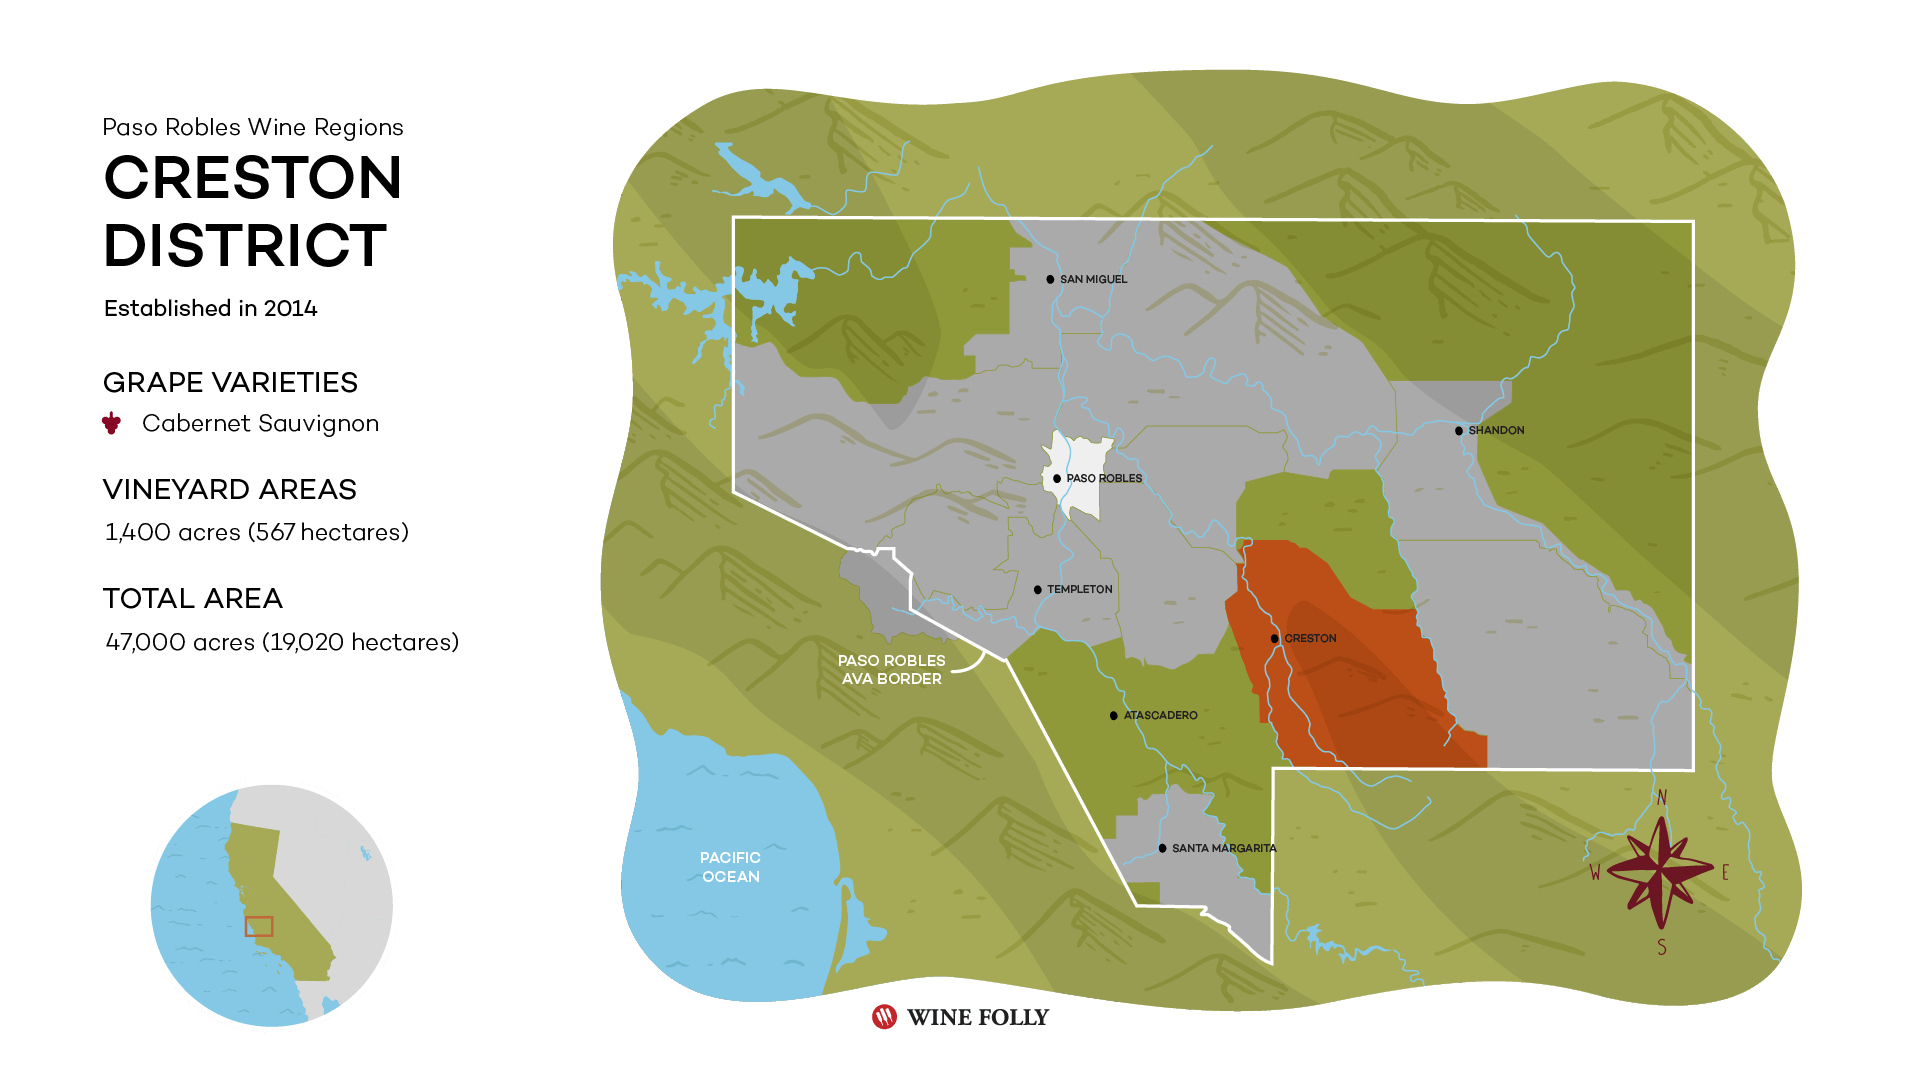 Paso Robles Wine Regions
CRESTON
DISTRICT
Established in 2014
GRAPE VARIETIES
Cabernet Sauvignon
VINEYARD AREAS
1,400 acres (567 hectares)
TOTAL AREA
47,000 acres (19,020 hectares)
SAN MIGUEL
SHANDON
PASO ROBLES
TEMPLETON
CRESTON
PASO ROBLES
AVA BORDER
ATASCADERO
SANTA MARGARITA
PACIFIC
OCEAN
N
W E
S
WINE FOLLY